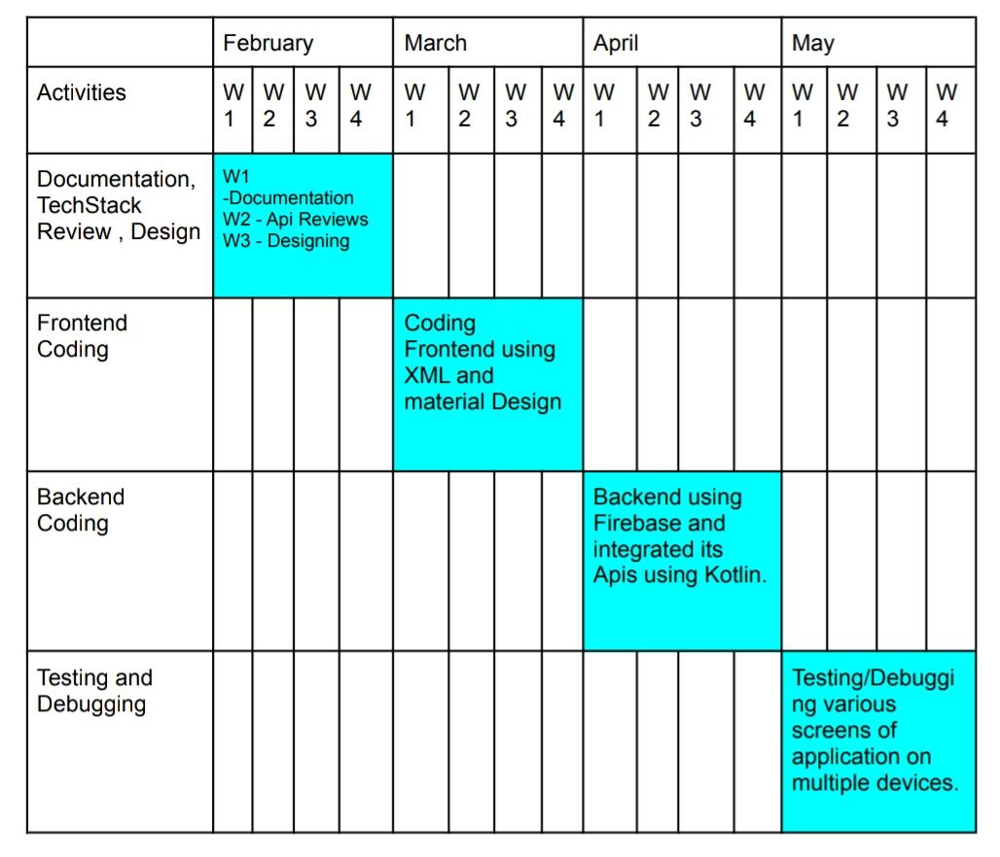 February March April May
Activities W 1 W 2 W 3 W 4 W 1 W 2 W 3 W 4 W 1 W 2 W 3 W 4 W 1 W 2 W 3 W 4
Documentation,
TechStack
Review , Design
W1
-Documentation
W2 - Api Reviews
W3 - Designing
Frontend
Coding
Coding
Frontend using
XML and
material Design
Backend
Coding
Backend using
Firebase and
integrated its
Apis using Kotlin.
Testing and
Debugging
Testing/Debuggi
ng various
screens of
application on
multiple devices.